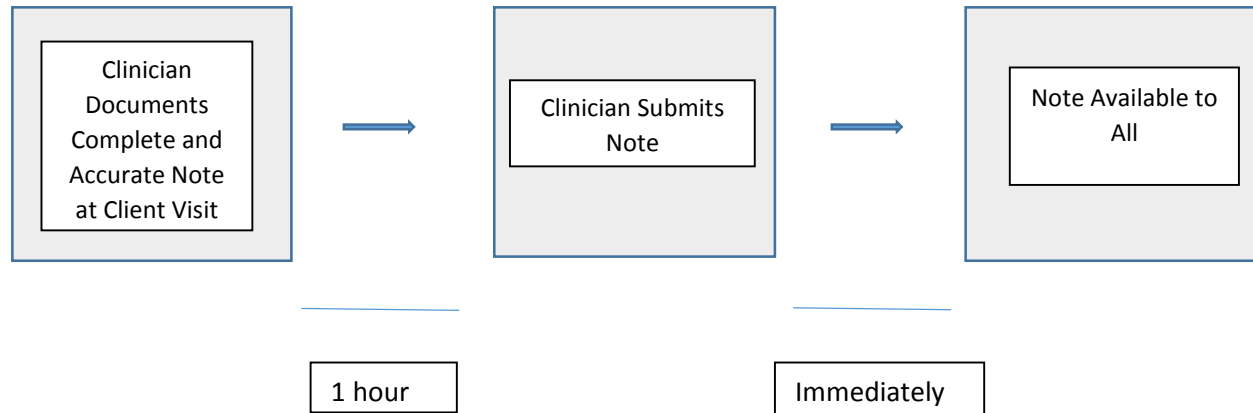 Clinician
Documents
Complete and
Accurate Note
at Client Visit
Clinician Submits
Note
Note Available to
All
1 hour
Immediately